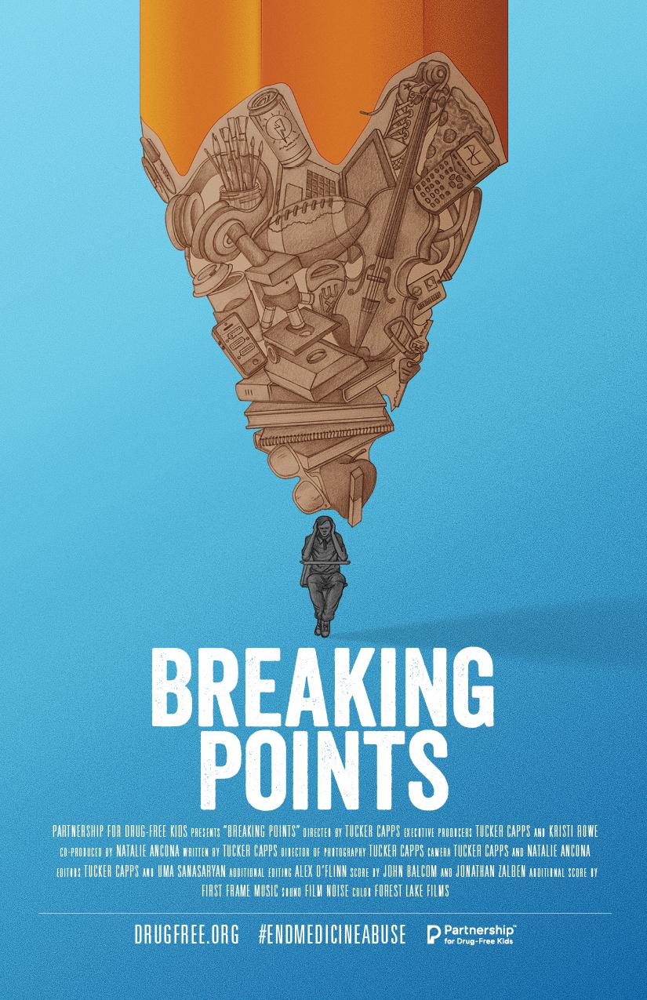 BREAKING
POINTS
PARTNERSHIP FOR DRUG-FREE KIDS PRESENTS "BREAKING POINTS" DIRECTED BY TUCKER CAPPS EXECUTIVE PRODUCERS TUCKER CAPPS AND KRISTI ROWE
CO-PRODUCED BY NATALIE ANCONA WRITTEN BY TUCKER CAPPS DIRECTOR OF PHOTOGRAPHY TUCKER CAPPS CAMERA TUCKER CAPPS AND NATALIE ANCONA
EDITORS TUCKER CAPPS AND UMA SANASARYAN ADDITIONAL EDITING ALEX O'FLINN SCORE BY JOHN BALCOM AND JONATHAN ZALBEN ADDITIONAL SCORE BY
FIRST FRAME MUSIC SOUND FILM NOISE COLOR FOREST LAKE FILMS
DRUGFREE.ORG #ENDMEDICINEABUSE Partnership™
for Drug-Free Kids